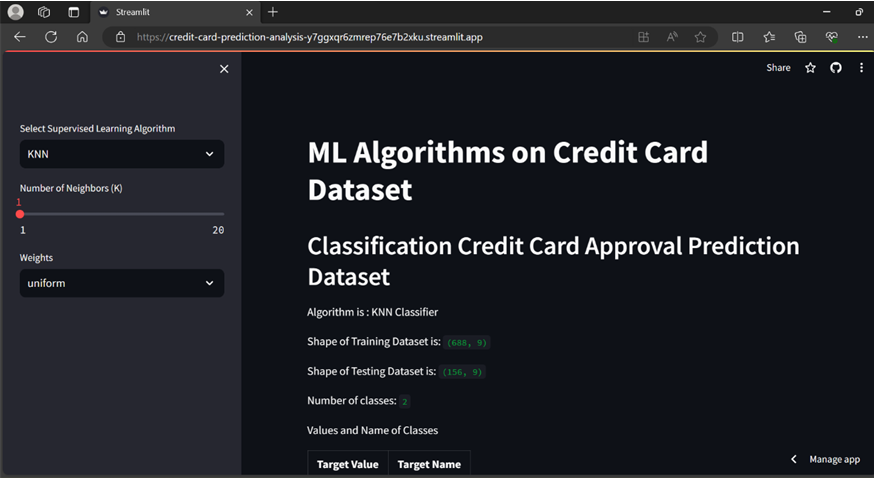 Streamlit
https://credit-card-prediction-analysis-y7ggxqr6zmrep76e7b2xku.streamlit.app
Share
Select Supervised Learning Algorithm
KNN
Number of Neighbors (K)
1
1 20
Weights
uniform
ML Algorithms on Credit Card
Dataset
Classification Credit Card Approval Prediction
Dataset
Algorithm is : KNN Classifier
Shape of Training Dataset is: (688, 9)
Shape of Testing Dataset is: (156, 9)
Number of classes: 2
Values and Name of Classes
Target Value Target Name
Manage app